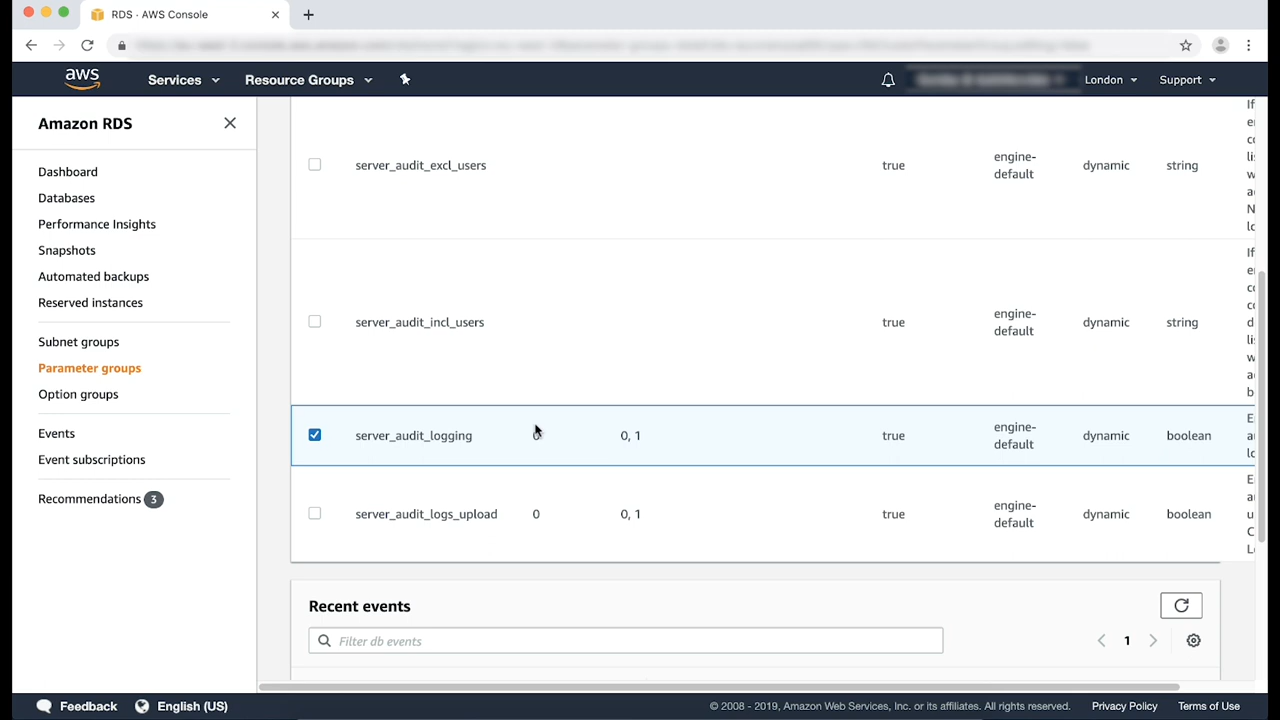 RDS · AWS Console
aws
Services
Resource Groups
London
Support
Amazon RDS
Dashboard
Databases
Performance Insights
Snapshots
Automated backups
Reserved instances
Subnet groups
Parameter groups
Option groups
Events
Event subscriptions
Recommendations 3
server_audit_excl_users true engine-
default dynamic string
server_audit_incl_users true engine-
default dynamic string
server_audit_logging 0 0, 1 true engine-
default dynamic boolean
server_audit_logs_upload 0 0, 1 true engine-
default dynamic boolean
Recent events
Filter db events
1
Feedback
English (US)
© 2008 - 2019, Amazon Web Services, Inc. or its affiliates. All rights reserved.
Privacy Policy
Terms of Use